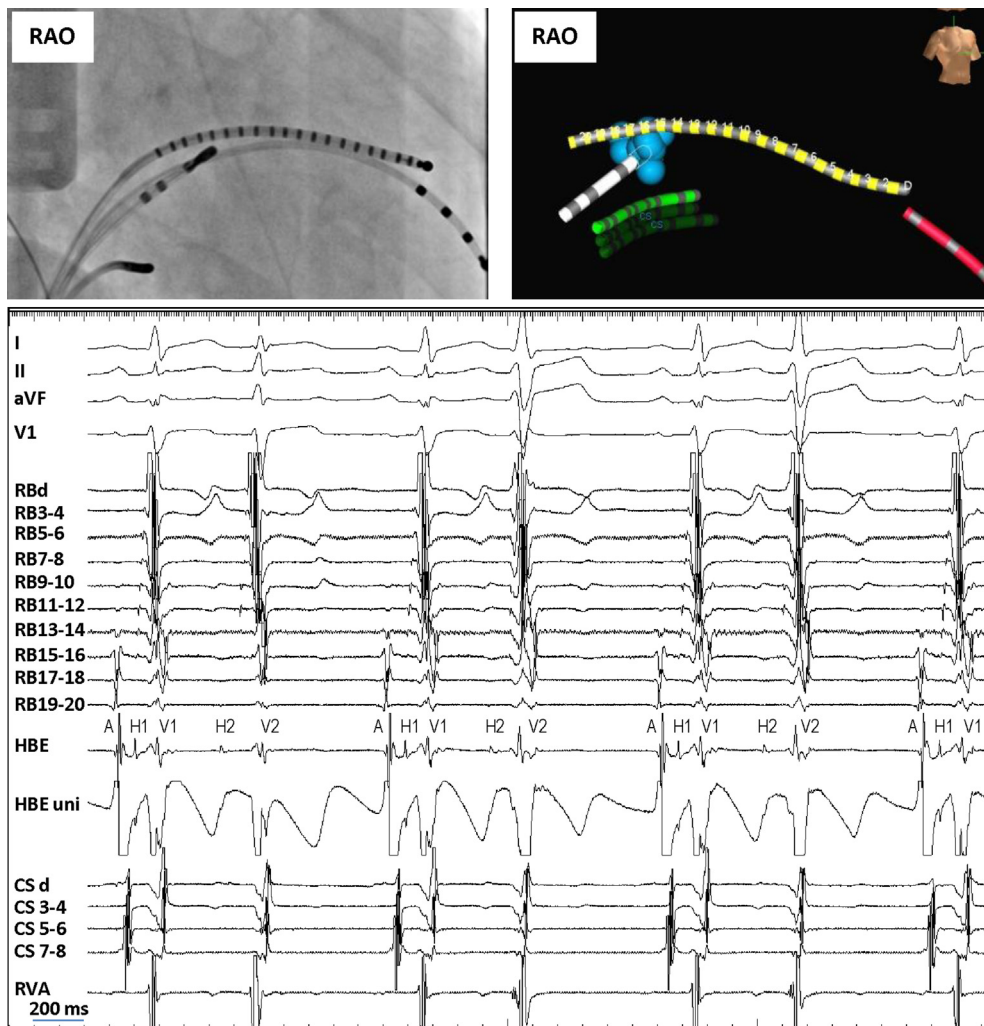 RAO
RAO
CS
CS
D
I
II
aVF
V1
RBd
RB3-4
RB5-6
RB7-8
RB9-10
RB11-12
RB13-14
RB15-16
RB17-18
RB19-20
A H1 V1 H2 V2 A H1 V1 H2 V2 A H1 V1 H2 V2 A H1 V1
HBE
HBE uni
CS d
CS 3-4
CS 5-6
CS 7-8
RVA
200 ms